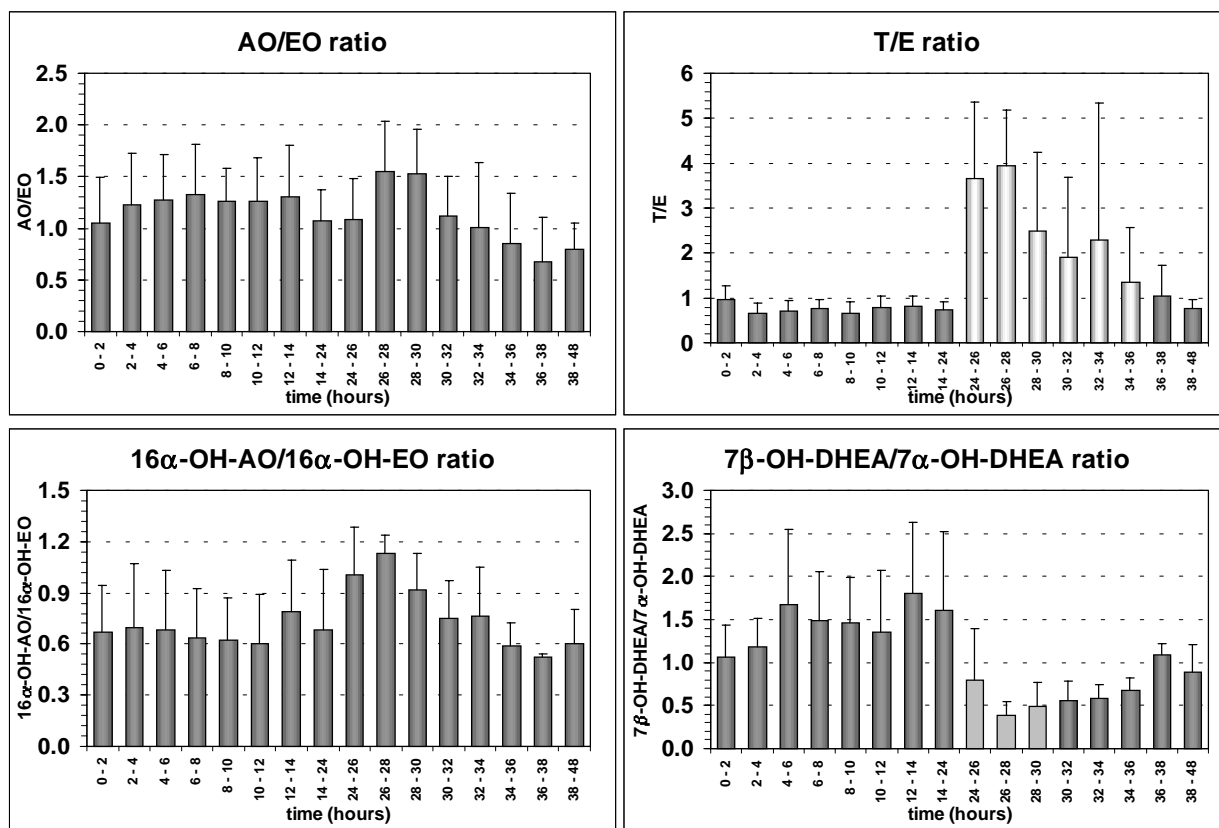 AO/EO ratio
2.5
2.0
1.5
1.0
0.5
0.0
AO/EO
0 - 2
2 - 4
4 - 6
6 - 8
8 - 10
10 - 12
12 - 14
14 - 24
24 - 26
26 - 28
28 - 30
30 - 32
32 - 34
34 - 36
36 - 38
38 - 48
time (hours)
T/E ratio
6
5
4
3
2
1
0
T/E
0 - 2
2 - 4
4 - 6
6 - 8
8 - 10
10 - 12
12 - 14
14 - 24
24 - 26
26 - 28
28 - 30
30 - 32
32 - 34
34 - 36
36 - 38
38 - 48
time (hours)
16α-OH-AO/16α-OH-EO ratio
1.5
1.2
0.9
0.6
0.3
0.0
16α-OH-AO/16α-OH-EO
0 - 2
2 - 4
4 - 6
6 - 8
8 - 10
10 - 12
12 - 14
14 - 24
24 - 26
26 - 28
28 - 30
30 - 32
32 - 34
34 - 36
36 - 38
38 - 48
time (hours)
7β-OH-DHEA/7α-OH-DHEA ratio
3.0
2.5
2.0
1.5
1.0
0.5
0.0
7β-OH-DHEA/7α-OH-DHEA
0 - 2
2 - 4
4 - 6
6 - 8
8 - 10
10 - 12
12 - 14
14 - 24
24 - 26
26 - 28
28 - 30
30 - 32
32 - 34
34 - 36
36 - 38
38 - 48
time (hours)